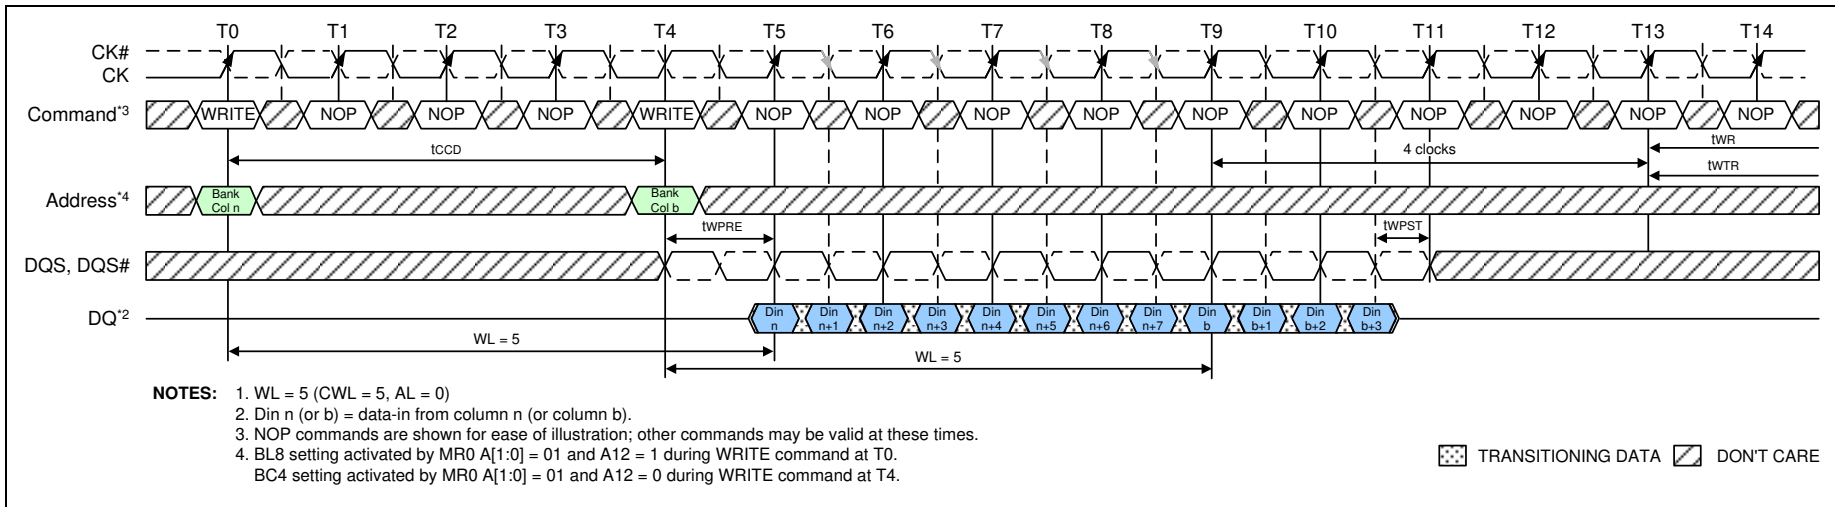 T0 T1 T2 T3 T4 T5 T6 T7 T8 T9 T10 T11 T12 T13 T14
CK#
CK
Command*3 WRITE NOP NOP NOP WRITE NOP NOP NOP NOP NOP NOP NOP NOP NOP NOP
tCCD 4 clocks tWR
tWTR
Address*4 Bank Col n Bank Col b
tWPRE tWPST
DQS, DQS#
DQ*2 Din n Din n+1 Din n+2 Din n+3 Din n+4 Din n+5 Din n+6 Din n+7 Din b Din b+1 Din b+2 Din b+3
WL = 5
WL = 5
NOTES: 1. WL = 5 (CWL = 5, AL = 0)
2. Din n (or b) = data-in from column n (or column b).
3. NOP commands are shown for ease of illustration; other commands may be valid at these times.
4. BL8 setting activated by MR0 A[1:0] = 01 and A12 = 1 during WRITE command at T0.
BC4 setting activated by MR0 A[1:0] = 01 and A12 = 0 during WRITE command at T4.
TRANSITIONING DATA DON'T CARE